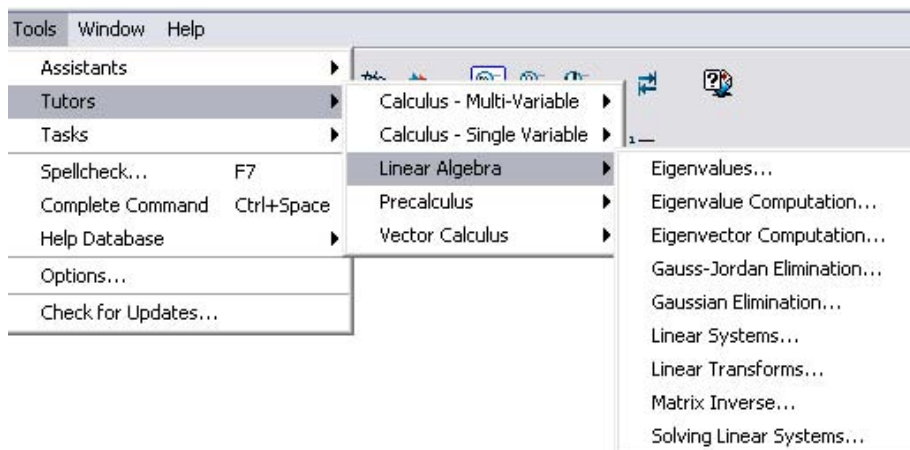 Tools Window Help
Assistants
Tutors
Tasks
Spellcheck... F7
Complete Command Ctrl+Space
Help Database
Options...
Check for Updates...
Calculus - Multi-Variable
Calculus - Single Variable
Linear Algebra
Precalculus
Vector Calculus
Eigenvalues...
Eigenvalue Computation...
Eigenvector Computation...
Gauss-Jordan Elimination...
Gaussian Elimination...
Linear Systems...
Linear Transforms...
Matrix Inverse...
Solving Linear Systems...